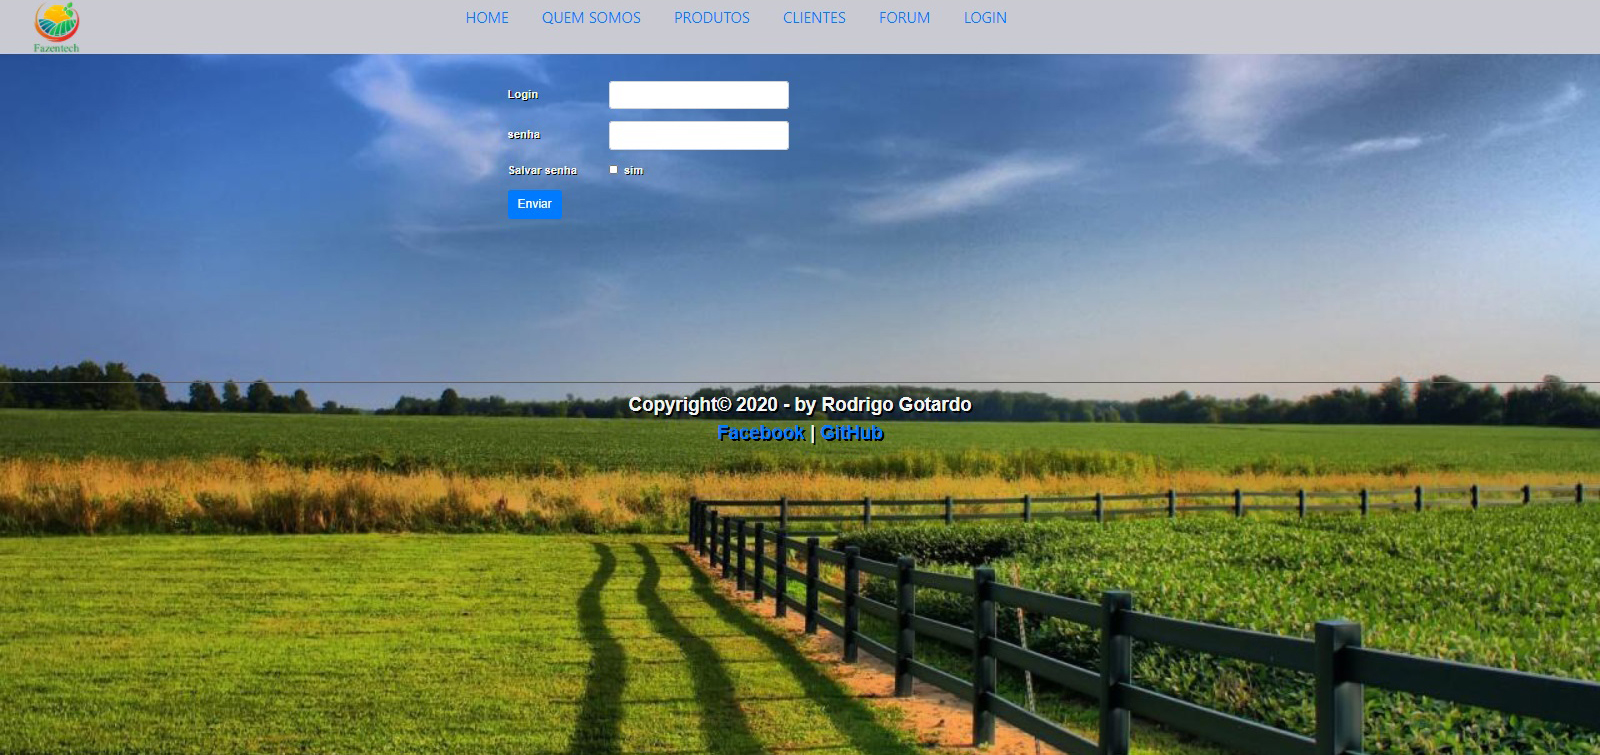 Fazentech
HOME QUEM SOMOS PRODUTOS CLIENTES FORUM LOGIN
Login
senha
Salvar senha sim
Enviar
Copyright© 2020 - by Rodrigo Gotardo
Facebook | GitHub